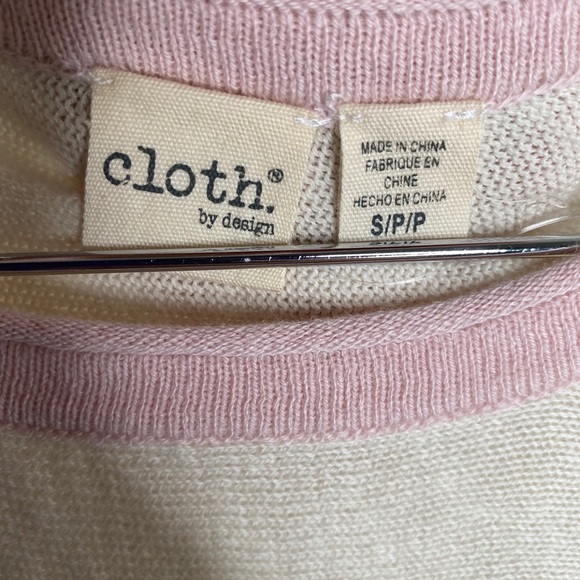 cloth.®
by design
MADE IN CHINA
FABRIQUE EN
CHINE
HECHO EN CHINA
S/P/P